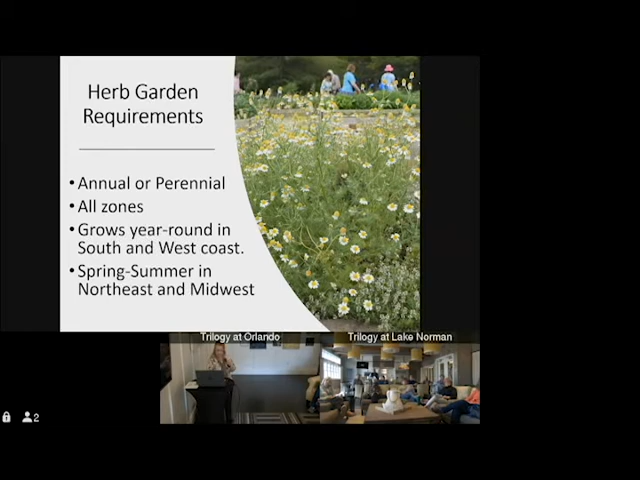 Herb Garden
Requirements
•Annual or Perennial
•All zones
•Grows year-round in
South and West coast.
•Spring-Summer in
Northeast and Midwest
Trilogy at Orlando
Trilogy at Lake Norman
2